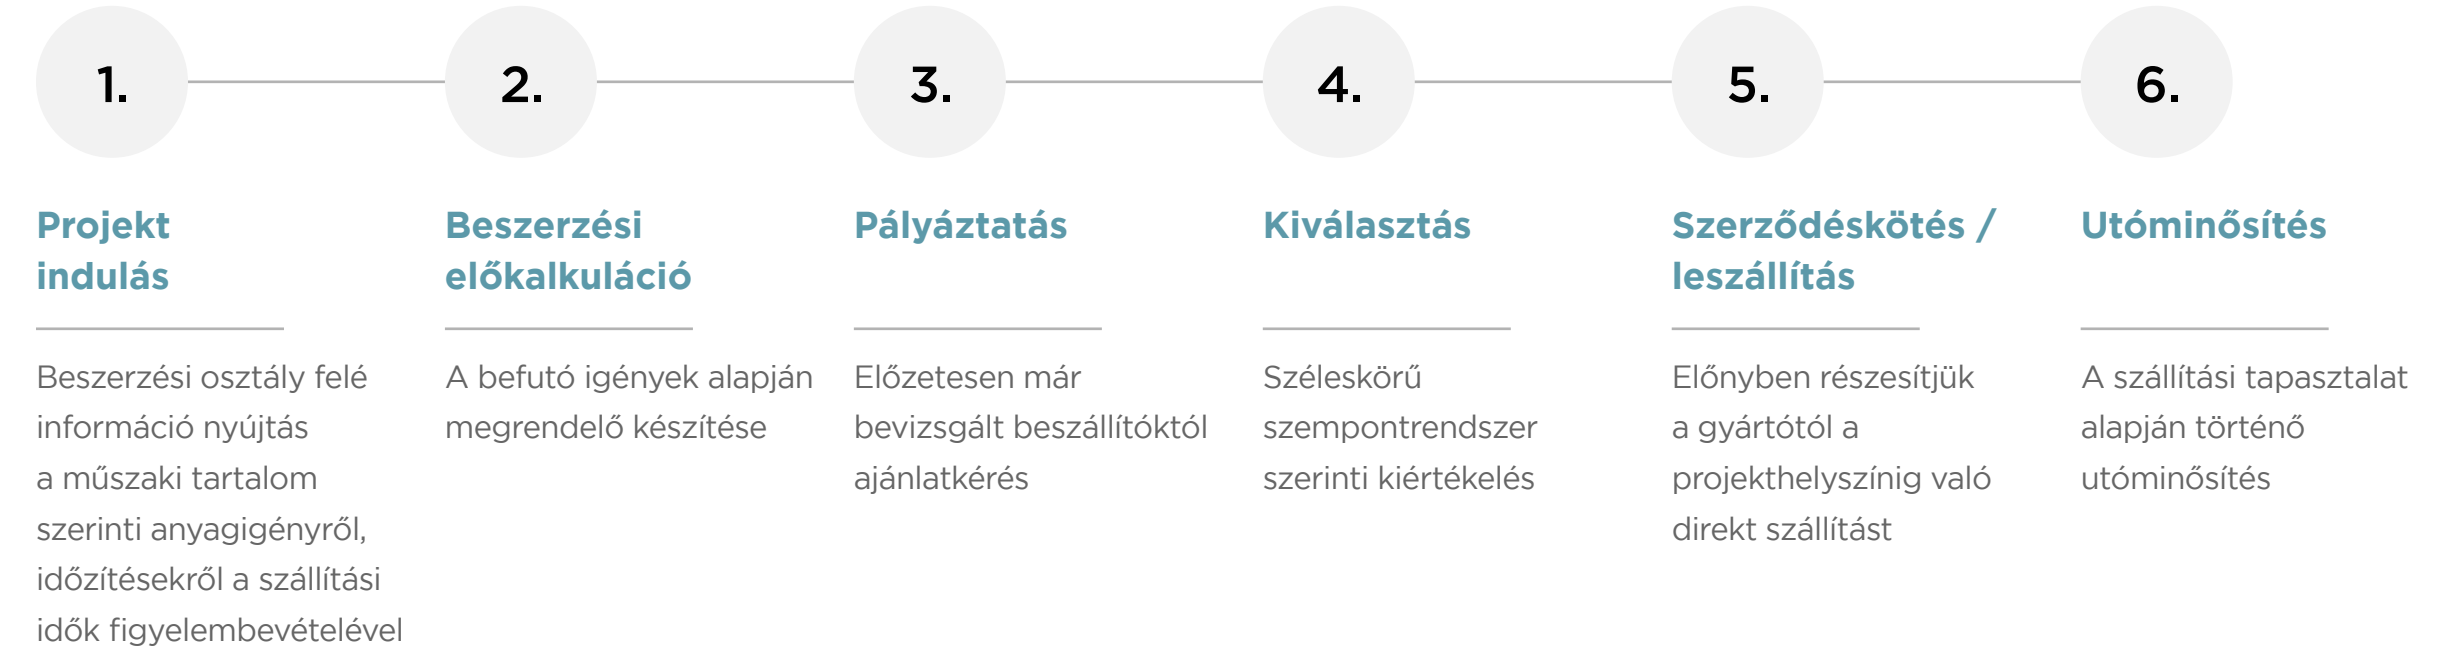 1.
Projekt
indulás
Beszerzési osztály felé
információ nyújtás
a műszaki tartalom
szerinti anyagigényről,
időzítésekről a szállítási
idők figyelembevételével
2.
Beszerzési
előkalkuláció
A befutó igények alapján
megrendelő készítése
3.
Pályáztatás
Előzetesen már
bevizsgált beszállítóktól
ajánlatkérés
4.
Kiválasztás
Széleskörű
szempontrendszer
szerinti kiértékelés
5.
Szerződéskötés /
leszállítás
Előnyben részesítjük
a gyártótól a
projekthelyszínig való
direkt szállítást
6.
Utóminősítés
A szállítási tapasztalat
alapján történő
utóminősítés